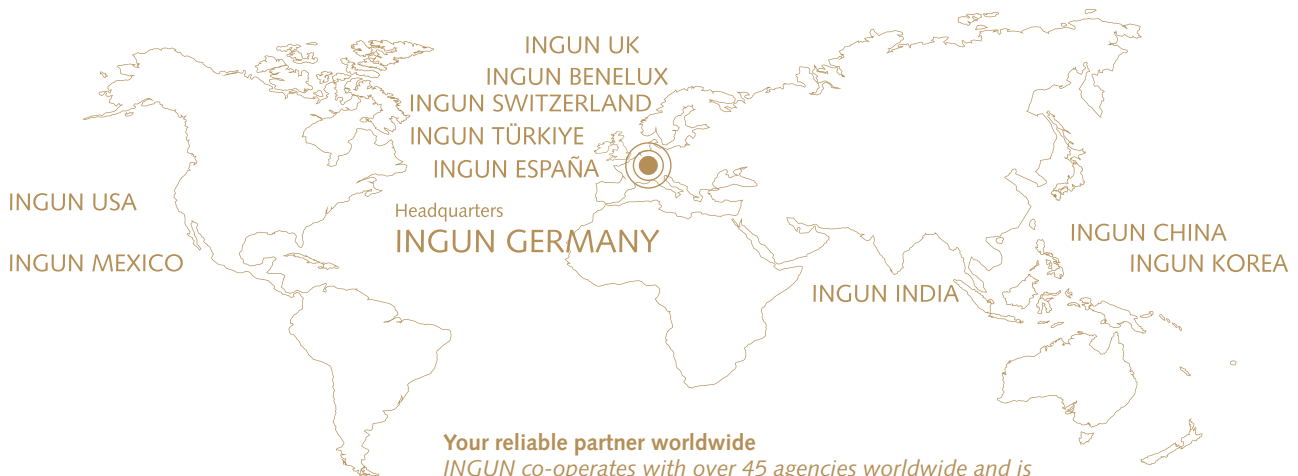 INGUN UK
INGUN BENELUX
INGUN SWITZERLAND
INGUN TÜRKIYE
INGUN ESPAÑA
INGUN USA
Headquarters
INGUN GERMANY
INGUN MEXICO
INGUN CHINA
INGUN KOREA
INGUN INDIA
Your reliable partner worldwide
INGUN co-operates with over 45 agencies worldwide and is